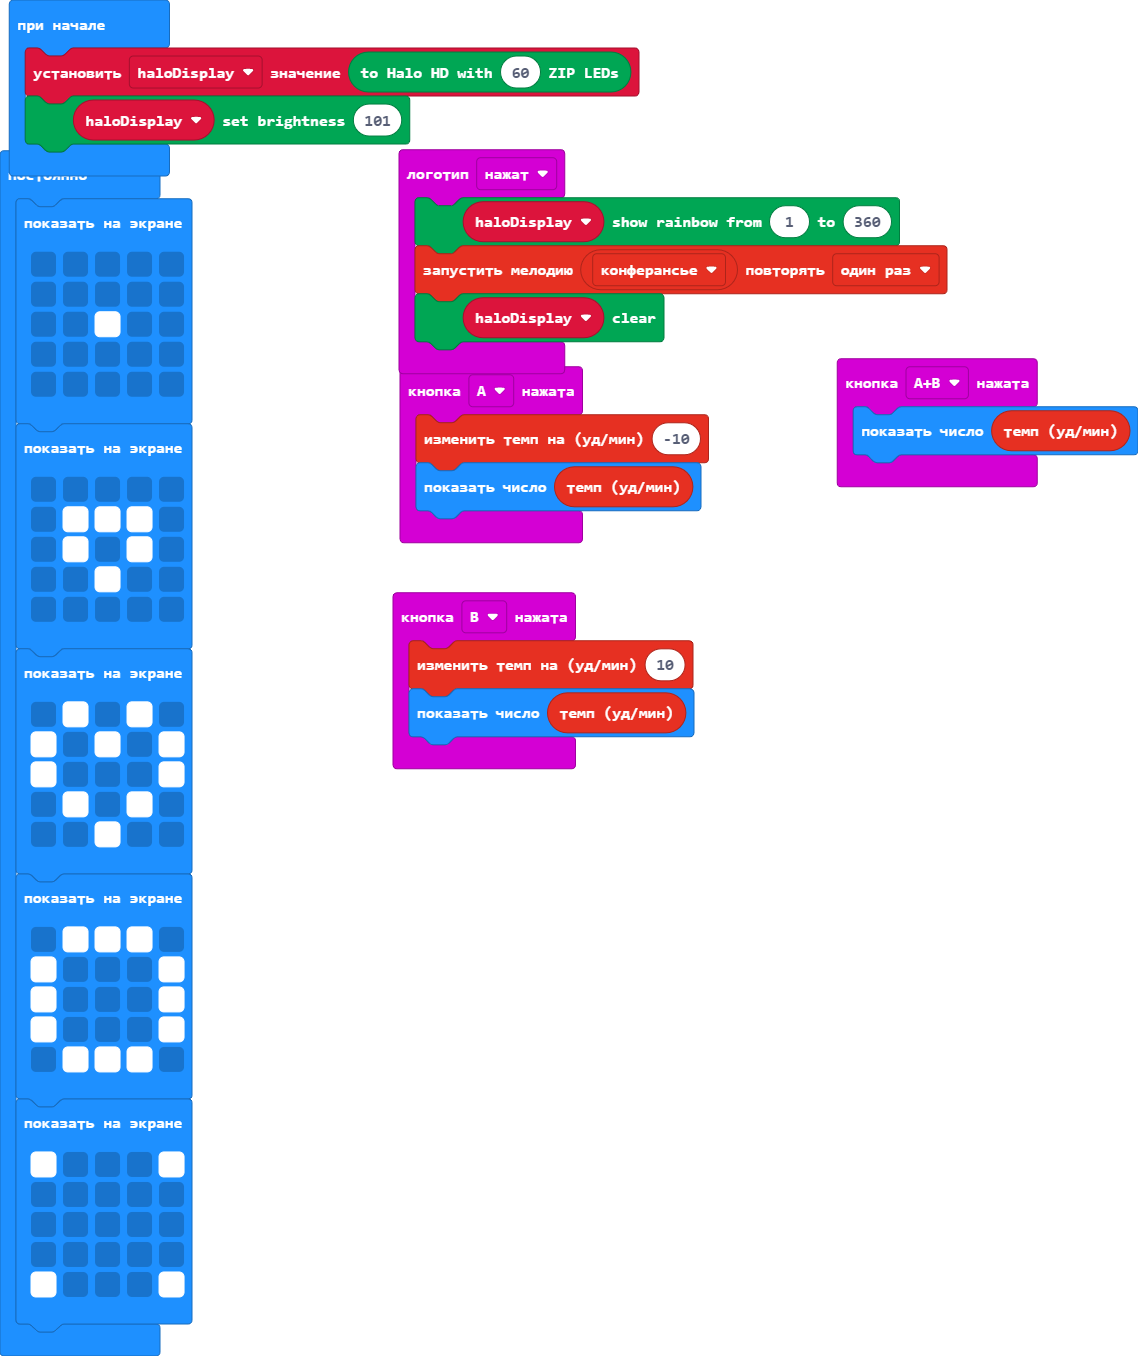 при начале
установить haloDisplay значение to Halo HD with 60 ZIP LEDs
haloDisplay set brightness 101
постоянно
показать на экране
показать на экране
показать на экране
показать на экране
показать на экране
логотип нажат
haloDisplay show rainbow from 1 to 360
запустить мелодию конферансье повторять один раз
haloDisplay clear
кнопка A нажата
изменить темп на (уд/мин) -10
показать число темп (уд/мин)
кнопка A+B нажата
показать число темп (уд/мин)
кнопка B нажата
изменить темп на (уд/мин) 10
показать число темп (уд/мин)